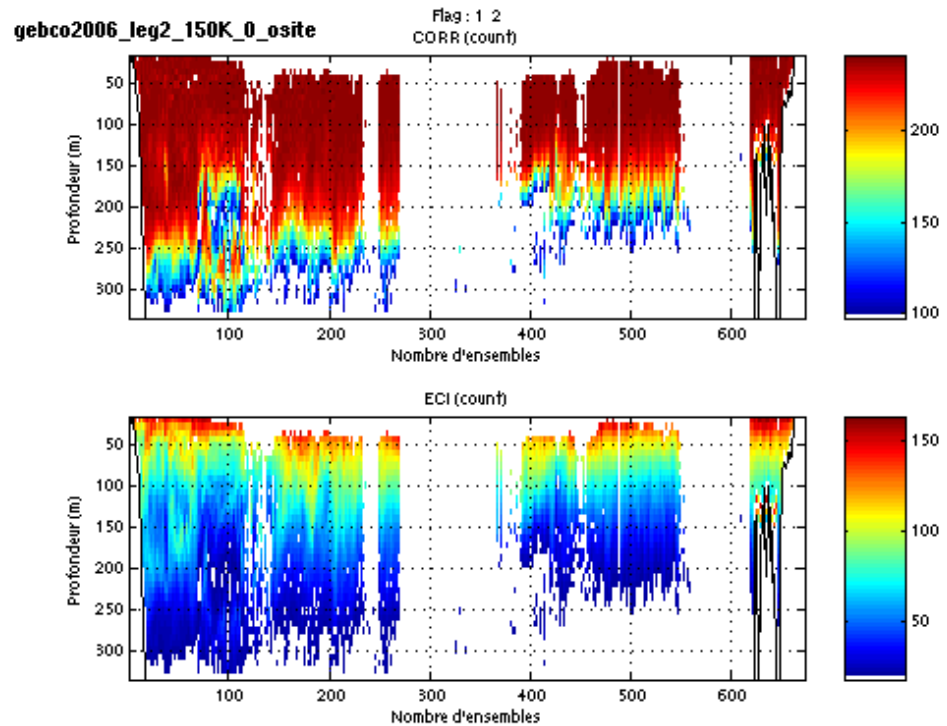 gebco2006_leg2_150K_0_osite
Flag : 1 2
CORR (count)
50
100
150
200
250
300
Profondeur (m)
100 200 300 400 500 600
Nombre d'ensembles
200
100
ECI (count)
50
100
150
200
250
300
Profondeur (m)
100 200 300 400 500 600
Nombre d'ensembles
150
100
50